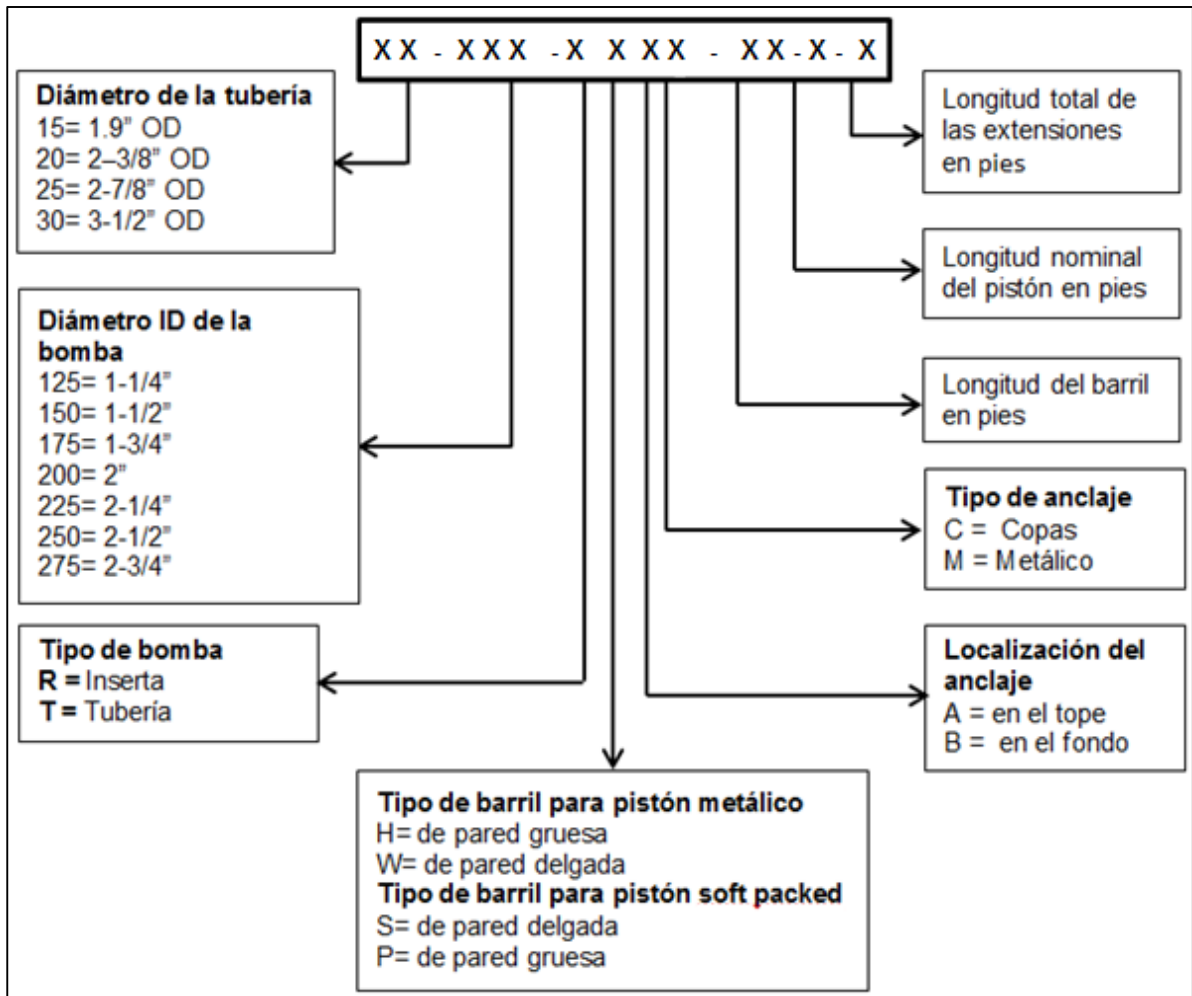 XX - XXX - X X XX - XX-X- X
Diámetro de la tubería
15= 1.9” OD
20= 2–3/8” OD
25= 2-7/8” OD
30= 3-1/2” OD
Diámetro ID de la
bomba
125= 1-1/4”
150= 1-1/2”
175= 1-3/4”
200= 2”
225= 2-1/4”
250= 2-1/2”
275= 2-3/4”
Tipo de bomba
R = Inserta
T = Tubería
Tipo de barril para pistón metálico
H= de pared gruesa
W= de pared delgada
Tipo de barril para pistón soft packed
S= de pared delgada
P= de pared gruesa
Longitud total de
las extensiones
en pies
Longitud nominal
del pistón en pies
Longitud del barril
en pies
Tipo de anclaje
C = Copas
M = Metálico
Localización del
anclaje
A = en el tope
B = en el fondo